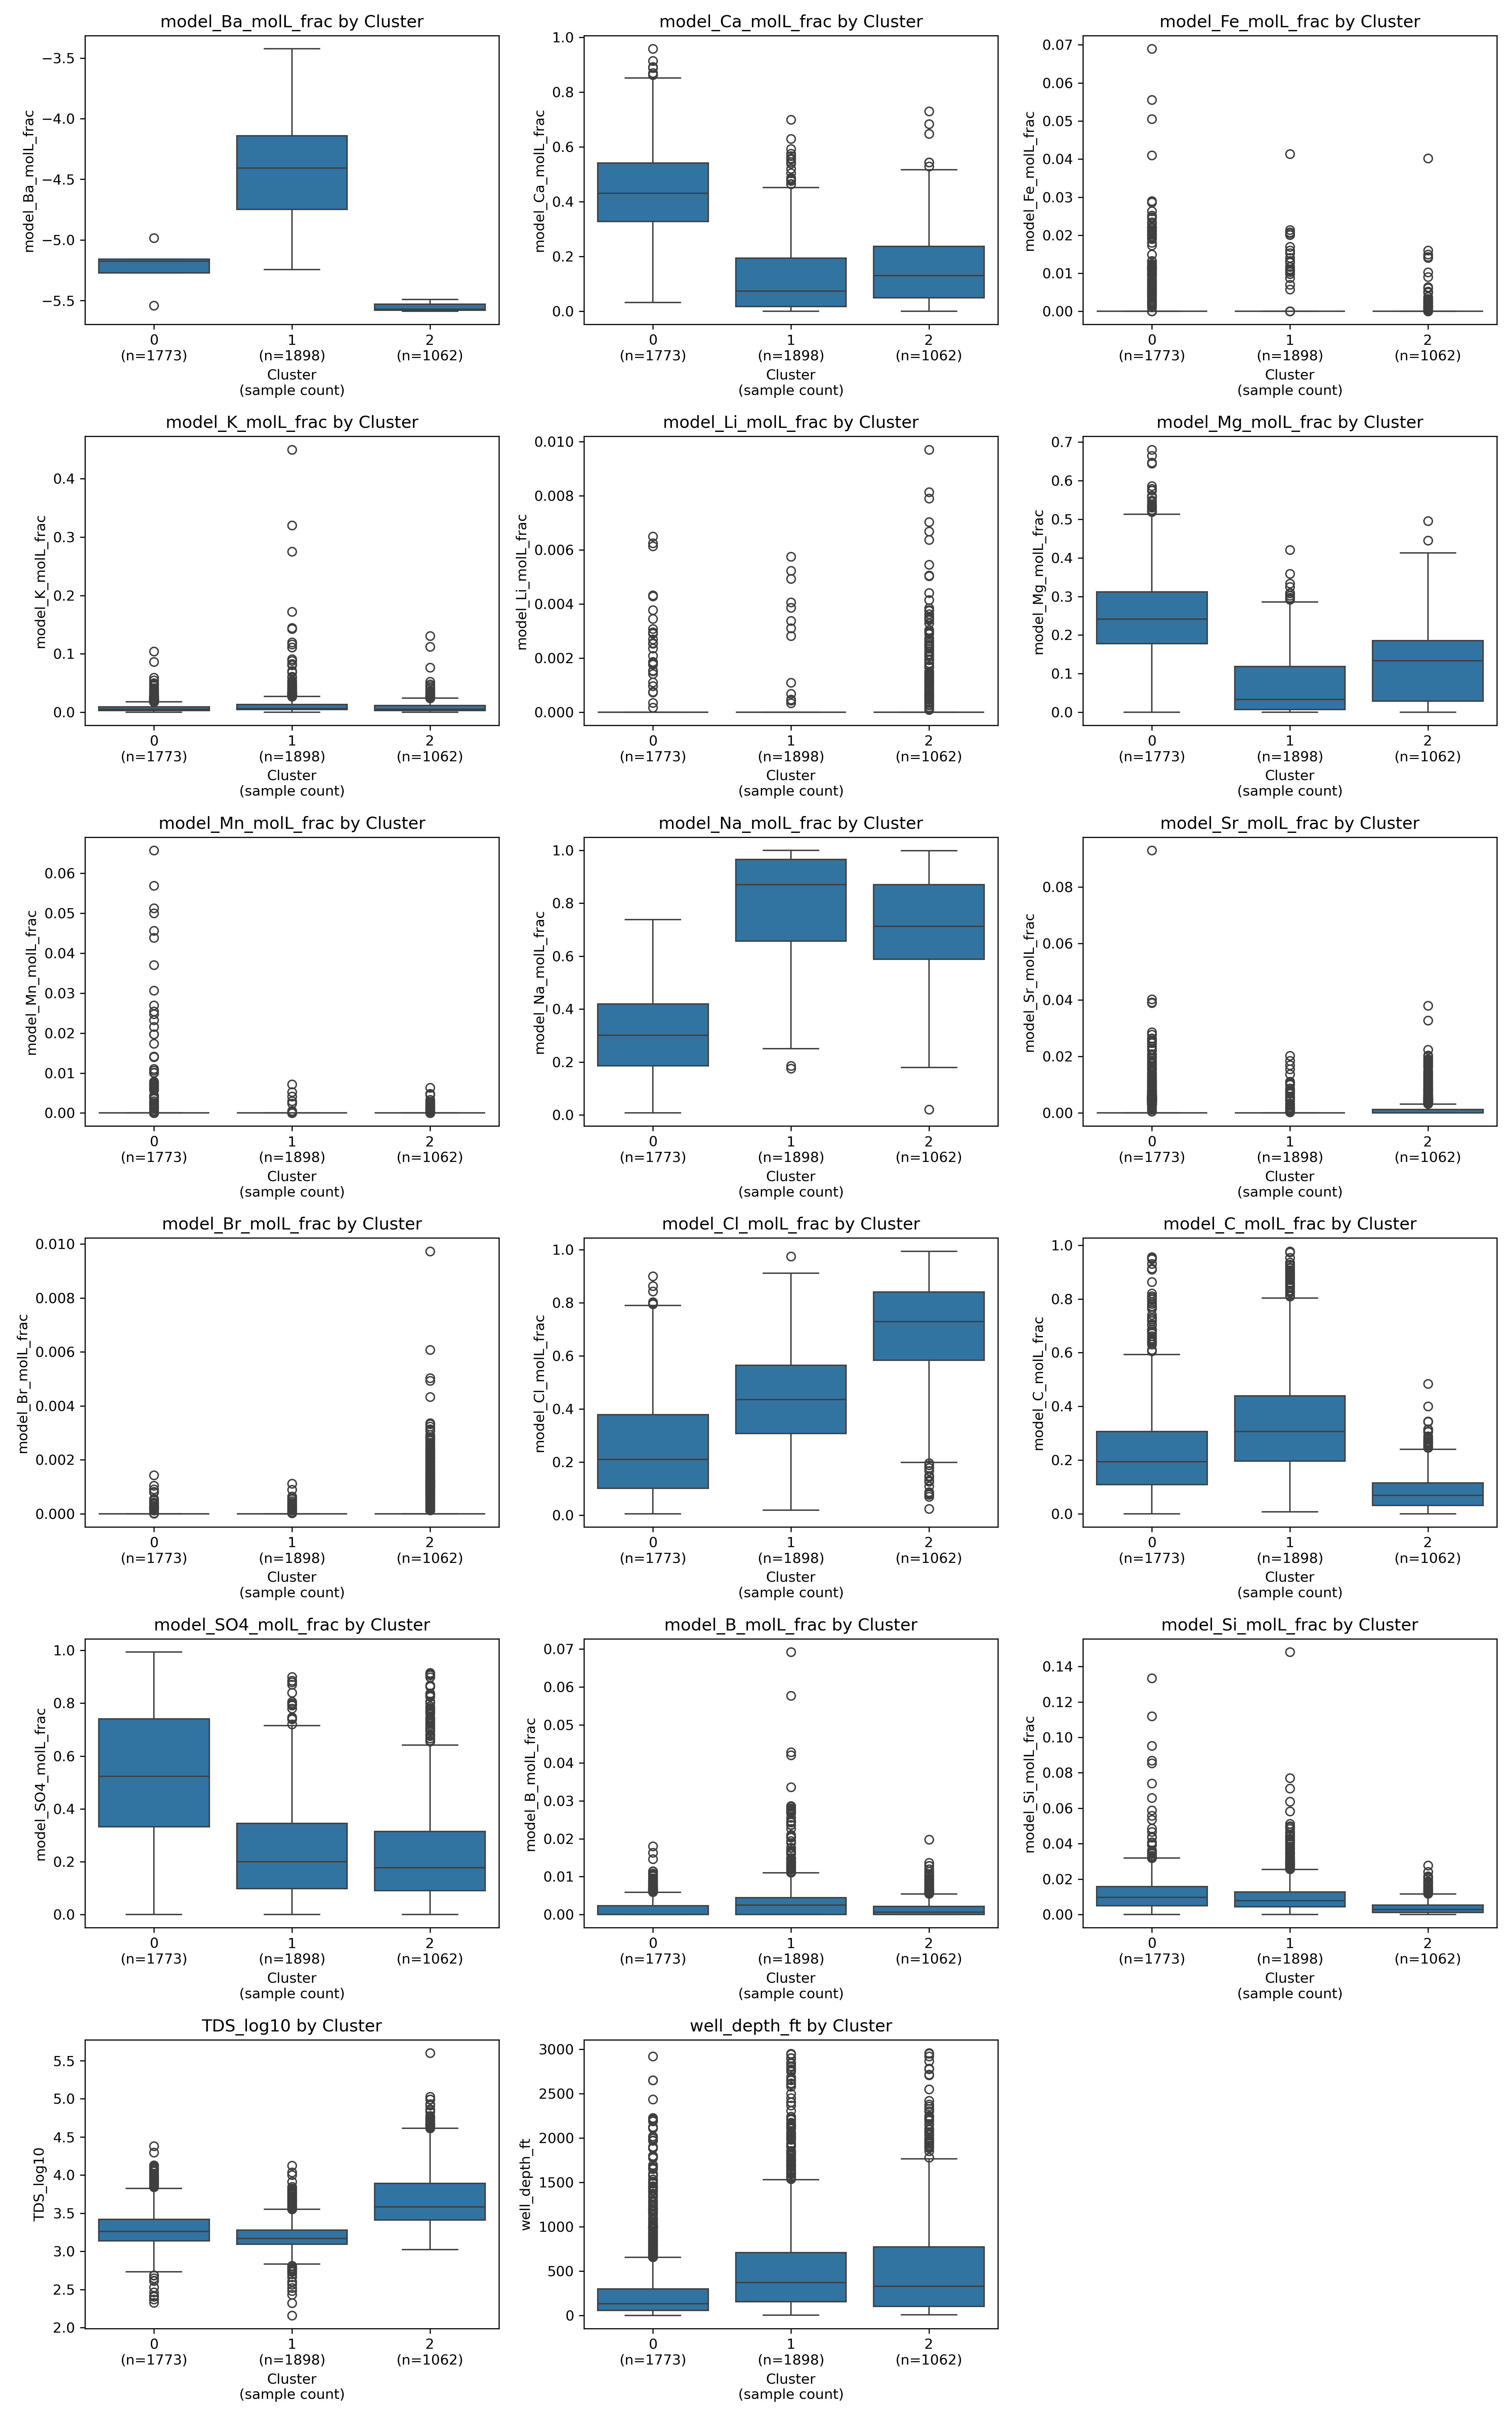 model_Ba_molL_frac by Cluster
model_Ba_molL_frac
−3.5
−4.0
−4.5
−5.0
−5.5
0
(n=1773)
1
(n=1898)
2
(n=1062)
Cluster
(sample count)
model_Ca_molL_frac by Cluster
model_Ca_molL_frac
1.0
0.8
0.6
0.4
0.2
0.0
0
(n=1773)
1
(n=1898)
2
(n=1062)
Cluster
(sample count)
model_Fe_molL_frac by Cluster
model_Fe_molL_frac
0.07
0.06
0.05
0.04
0.03
0.02
0.01
0.00
0
(n=1773)
1
(n=1898)
2
(n=1062)
Cluster
(sample count)
model_K_molL_frac by Cluster
model_K_molL_frac
0.4
0.3
0.2
0.1
0.0
0
(n=1773)
1
(n=1898)
2
(n=1062)
Cluster
(sample count)
model_Li_molL_frac by Cluster
model_Li_molL_frac
0.010
0.008
0.006
0.004
0.002
0.000
0
(n=1773)
1
(n=1898)
2
(n=1062)
Cluster
(sample count)
model_Mg_molL_frac by Cluster
model_Mg_molL_frac
0.7
0.6
0.5
0.4
0.3
0.2
0.1
0.0
0
(n=1773)
1
(n=1898)
2
(n=1062)
Cluster
(sample count)
model_Mn_molL_frac by Cluster
model_Mn_molL_frac
0.06
0.05
0.04
0.03
0.02
0.01
0.00
0
(n=1773)
1
(n=1898)
2
(n=1062)
Cluster
(sample count)
model_Na_molL_frac by Cluster
model_Na_molL_frac
1.0
0.8
0.6
0.4
0.2
0.0
0
(n=1773)
1
(n=1898)
2
(n=1062)
Cluster
(sample count)
model_Sr_molL_frac by Cluster
model_Sr_molL_frac
0.08
0.06
0.04
0.02
0.00
0
(n=1773)
1
(n=1898)
2
(n=1062)
Cluster
(sample count)
model_Br_molL_frac by Cluster
model_Br_molL_frac
0.010
0.008
0.006
0.004
0.002
0.000
0
(n=1773)
1
(n=1898)
2
(n=1062)
Cluster
(sample count)
model_Cl_molL_frac by Cluster
model_Cl_molL_frac
1.0
0.8
0.6
0.4
0.2
0.0
0
(n=1773)
1
(n=1898)
2
(n=1062)
Cluster
(sample count)
model_C_molL_frac by Cluster
model_C_molL_frac
1.0
0.8
0.6
0.4
0.2
0.0
0
(n=1773)
1
(n=1898)
2
(n=1062)
Cluster
(sample count)
model_SO4_molL_frac by Cluster
model_SO4_molL_frac
1.0
0.8
0.6
0.4
0.2
0.0
0
(n=1773)
1
(n=1898)
2
(n=1062)
Cluster
(sample count)
model_B_molL_frac by Cluster
model_B_molL_frac
0.07
0.06
0.05
0.04
0.03
0.02
0.01
0.00
0
(n=1773)
1
(n=1898)
2
(n=1062)
Cluster
(sample count)
model_Si_molL_frac by Cluster
model_Si_molL_frac
0.14
0.12
0.10
0.08
0.06
0.04
0.02
0.00
0
(n=1773)
1
(n=1898)
2
(n=1062)
Cluster
(sample count)
TDS_log10 by Cluster
TDS_log10
5.5
5.0
4.5
4.0
3.5
3.0
2.5
2.0
0
(n=1773)
1
(n=1898)
2
(n=1062)
Cluster
(sample count)
well_depth_ft by Cluster
well_depth_ft
3000
2500
2000
1500
1000
500
0
0
(n=1773)
1
(n=1898)
2
(n=1062)
Cluster
(sample count)